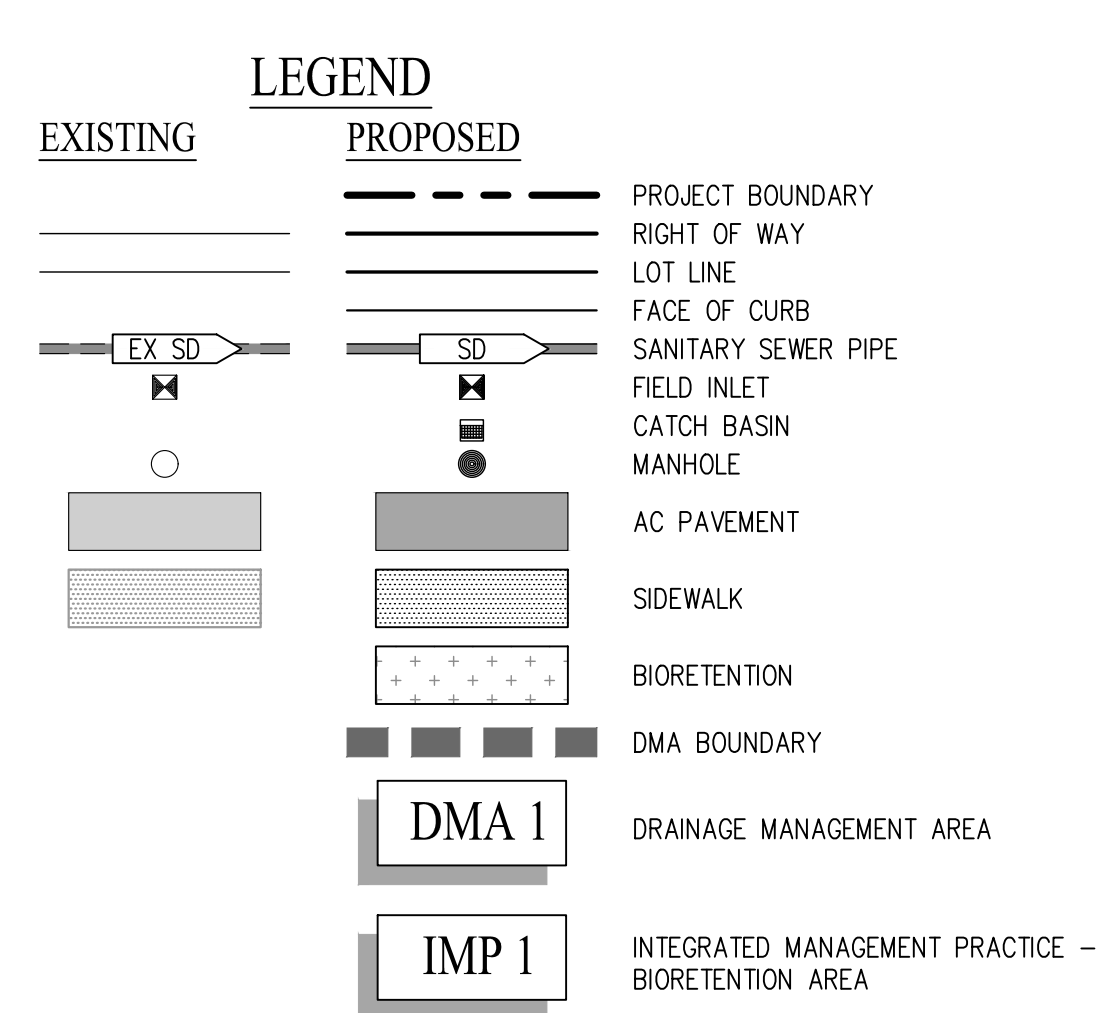 LEGEND
EXISTING
PROPOSED
PROJECT BOUNDARY
RIGHT OF WAY
LOT LINE
FACE OF CURB
EX SD
SD
SANITARY SEWER PIPE
FIELD INLET
CATCH BASIN
MANHOLE
AC PAVEMENT
SIDEWALK
BIORETENTION
DMA BOUNDARY
DMA 1
DRAINAGE MANAGEMENT AREA
IMP 1
INTEGRATED MANAGEMENT PRACTICE –
BIORETENTION AREA